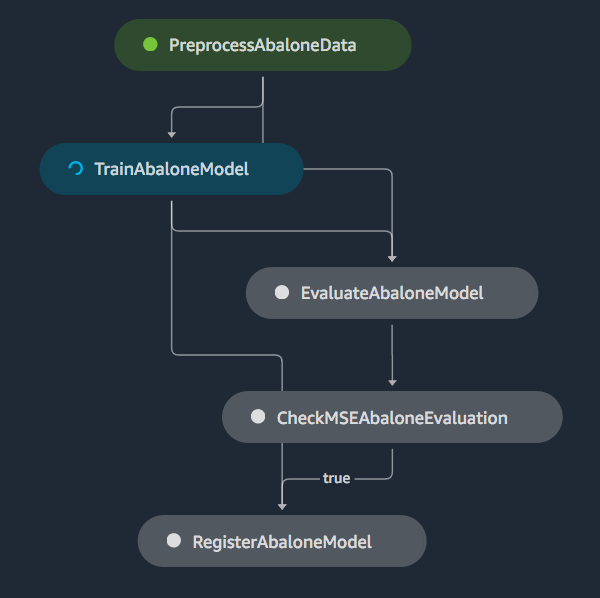 PreprocessAbaloneData
TrainAbaloneModel
EvaluateAbaloneModel
CheckMSEAbaloneEvaluation
true
RegisterAbaloneModel